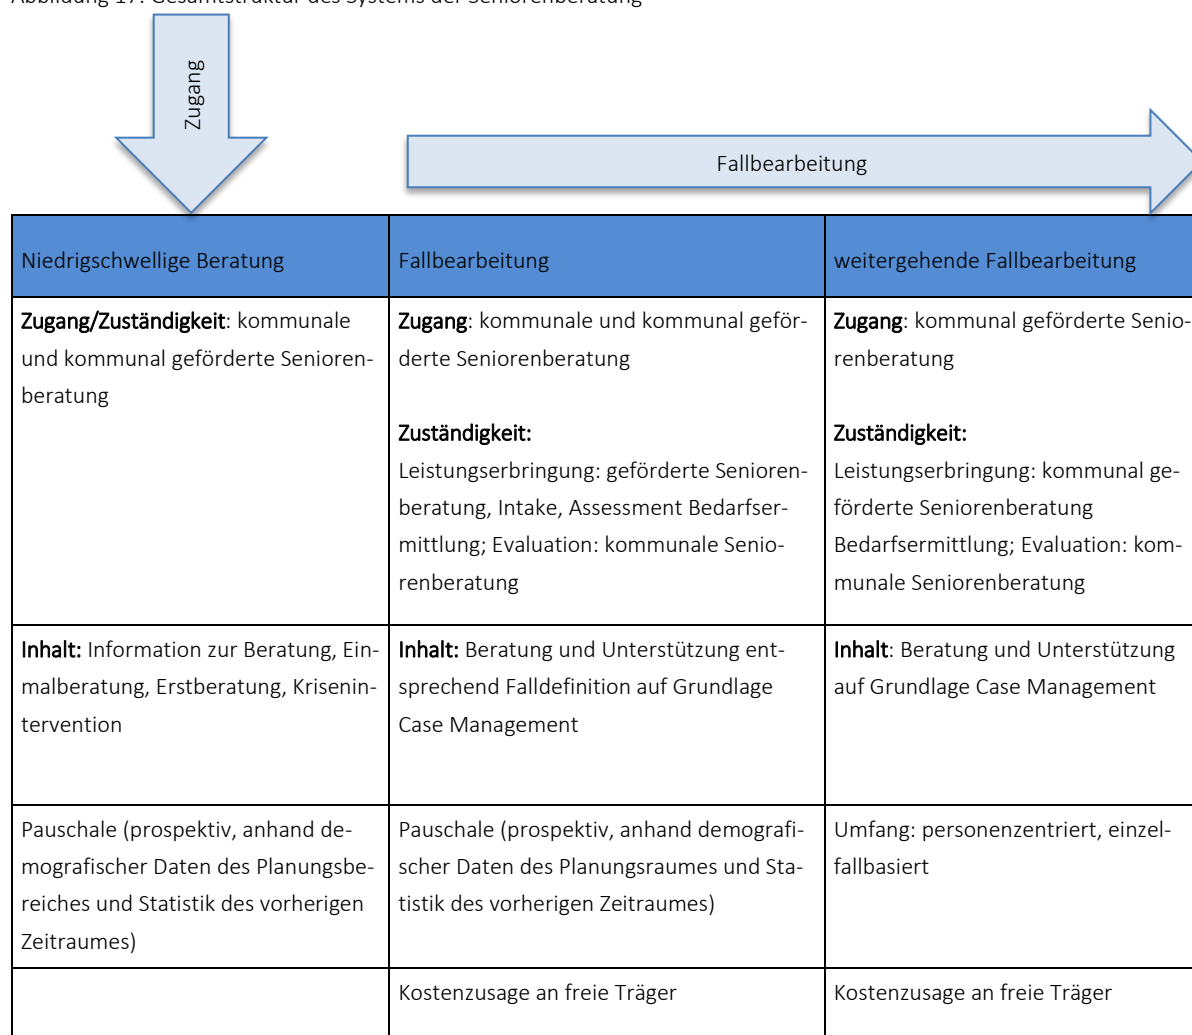 Abbildung 17: Gesamtstruktur des Systems der Seniorenberatung
Zugang
Fallbearbeitung
Niedrigschwellige Beratung
Fallbearbeitung
weitergehende Fallbearbeitung
Zugang/Zuständigkeit: kommunale
und kommunal geförderte Senioren-
beratung
Zugang: kommunale und kommunal geför-
derte Seniorenberatung
Zuständigkeit:
Leistungserbringung: geförderte Senioren-
beratung, Intake, Assessment Bedarfser-
mittlung; Evaluation: kommunale Senio-
renberatung
Zugang: kommunal geförderte Senio-
renberatung
Zuständigkeit:
Leistungserbringung: kommunal ge-
förderte Seniorenberatung
Bedarfsermittlung; Evaluation: kom-
munale Seniorenberatung
Inhalt: Information zur Beratung, Ein-
malberatung, Erstberatung, Krisenin-
tervention
Inhalt: Beratung und Unterstützung ent-
sprechend Falldefinition auf Grundlage
Case Management
Inhalt: Beratung und Unterstützung
auf Grundlage Case Management
Pauschale (prospektiv, anhand de-
mografischer Daten des Planungsbe-
reiches und Statistik des vorherigen
Zeitraumes)
Pauschale (prospektiv, anhand demografi-
scher Daten des Planungsraumes und Sta-
tistik des vorherigen Zeitraumes)
Umfang: personenzentriert, einzel-
fallbasiert
Kostenzusage an freie Träger
Kostenzusage an freie Träger